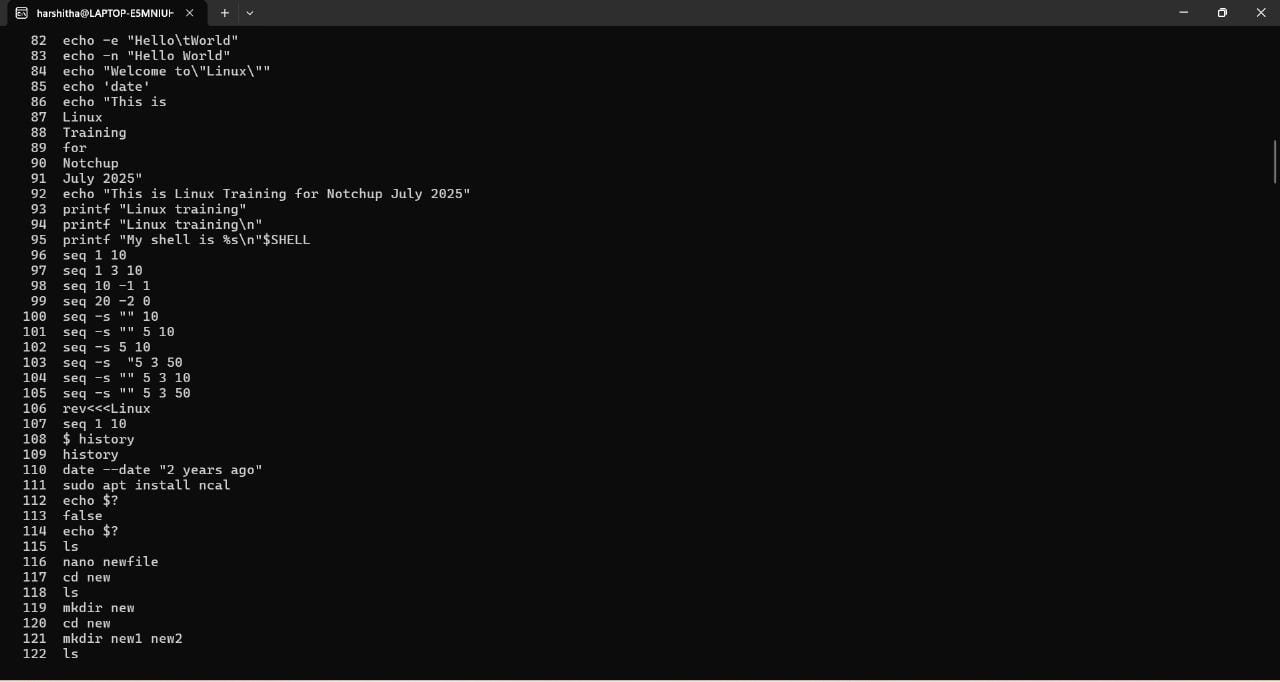 harshitha@LAPTOP-E5MNIUH
82 echo -e "Hello\tWorld"
83 echo -n "Hello World"
84 echo "Welcome to\"Linux\""
85 echo 'date'
86 echo "This is
87 Linux
88 Training
89 for
90 Notchup
91 July 2025"
92 echo "This is Linux Training for Notchup July 2025"
93 printf "Linux training"
94 printf "Linux training\n"
95 printf "My shell is %s\n"$SHELL
96 seq 1 10
97 seq 1 3 10
98 seq 10 -1 1
99 seq 20 -2 0
100 seq -s "" 10
101 seq -s "" 5 10
102 seq -s 5 10
103 seq -s  "5 3 50
104 seq -s "" 5 3 10
105 seq -s "" 5 3 50
106 rev<<<Linux
107 seq 1 10
108 $ history
109 history
110 date --date "2 years ago"
111 sudo apt install ncal
112 echo $?
113 false
114 echo $?
115 ls
116 nano newfile
117 cd new
118 ls
119 mkdir new
120 cd new
121 mkdir new1 new2
122 ls